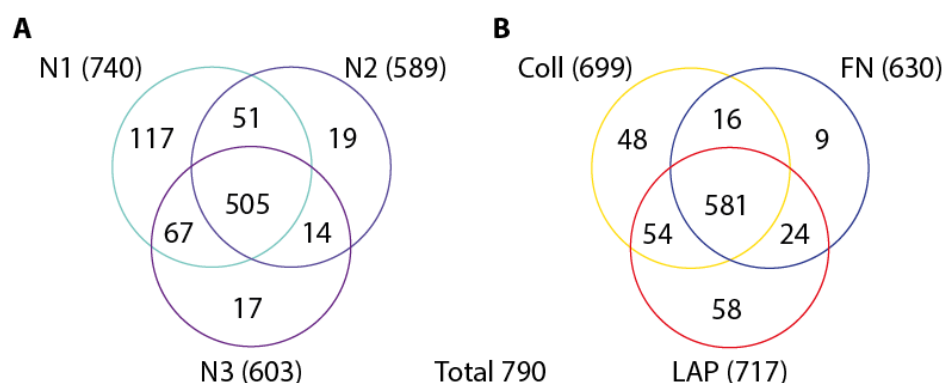 A
B
N1 (740)
N2 (589)
Coll (699)
FN (630)
117
51
19
48
16
9
505
581
67
14
54
24
17
58
N3 (603)
Total 790
LAP (717)